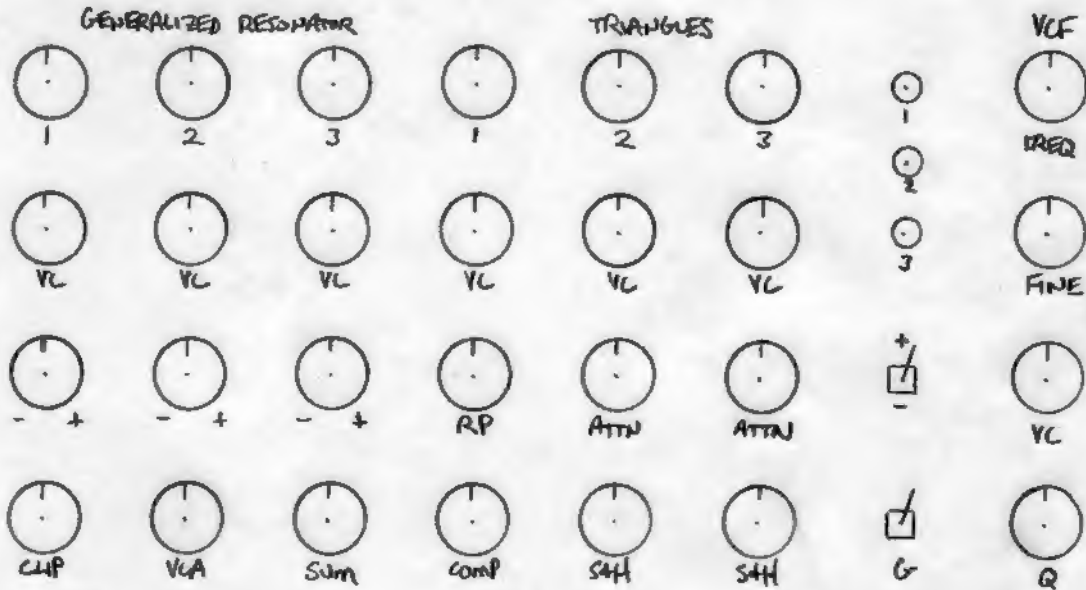 GENERALIZED RESONATOR TRIANGLES VCF
1 2 3 1 2 3 1 FREQ
2
VC VC VC VC VC VC 3 FINE
+
- + - + - + RP ATTN ATTN - VC
CLIP VCA SUM COMP S+H S+H G Q